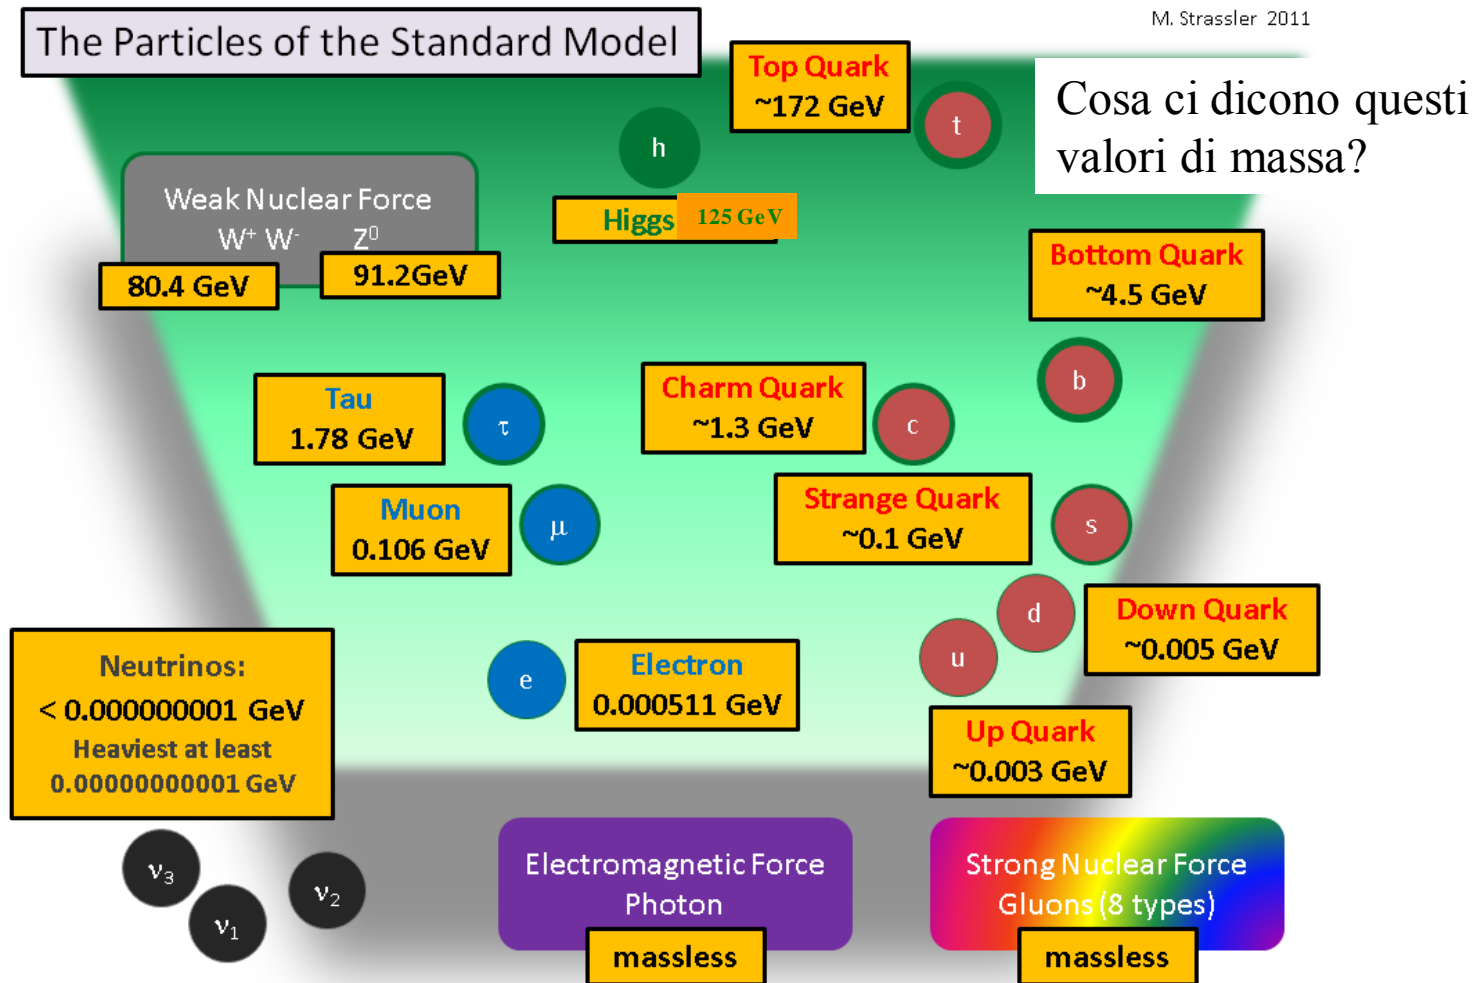 M. Strassler 2011
The Particles of the Standard Model
Cosa ci dicono questi
valori di massa?
Top Quark
~172 GeV
t
h
Higgs
125 GeV
Weak Nuclear Force
W⁺ W⁻ Z⁰
80.4 GeV
91.2GeV
Bottom Quark
~4.5 GeV
b
Tau
1.78 GeV
τ
Charm Quark
~1.3 GeV
c
Muon
0.106 GeV
μ
Strange Quark
~0.1 GeV
s
Down Quark
~0.005 GeV
d
u
Up Quark
~0.003 GeV
e
Electron
0.000511 GeV
Neutrinos:
< 0.000000001 GeV
Heaviest at least
0.00000000001 GeV
ν₃
ν₁
ν₂
Electromagnetic Force
Photon
massless
Strong Nuclear Force
Gluons (8 types)
massless